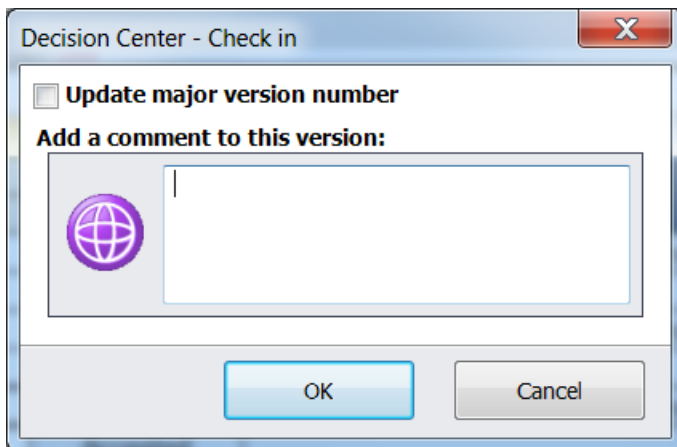 Decision Center - Check in
Update major version number
Add a comment to this version:
OK
Cancel